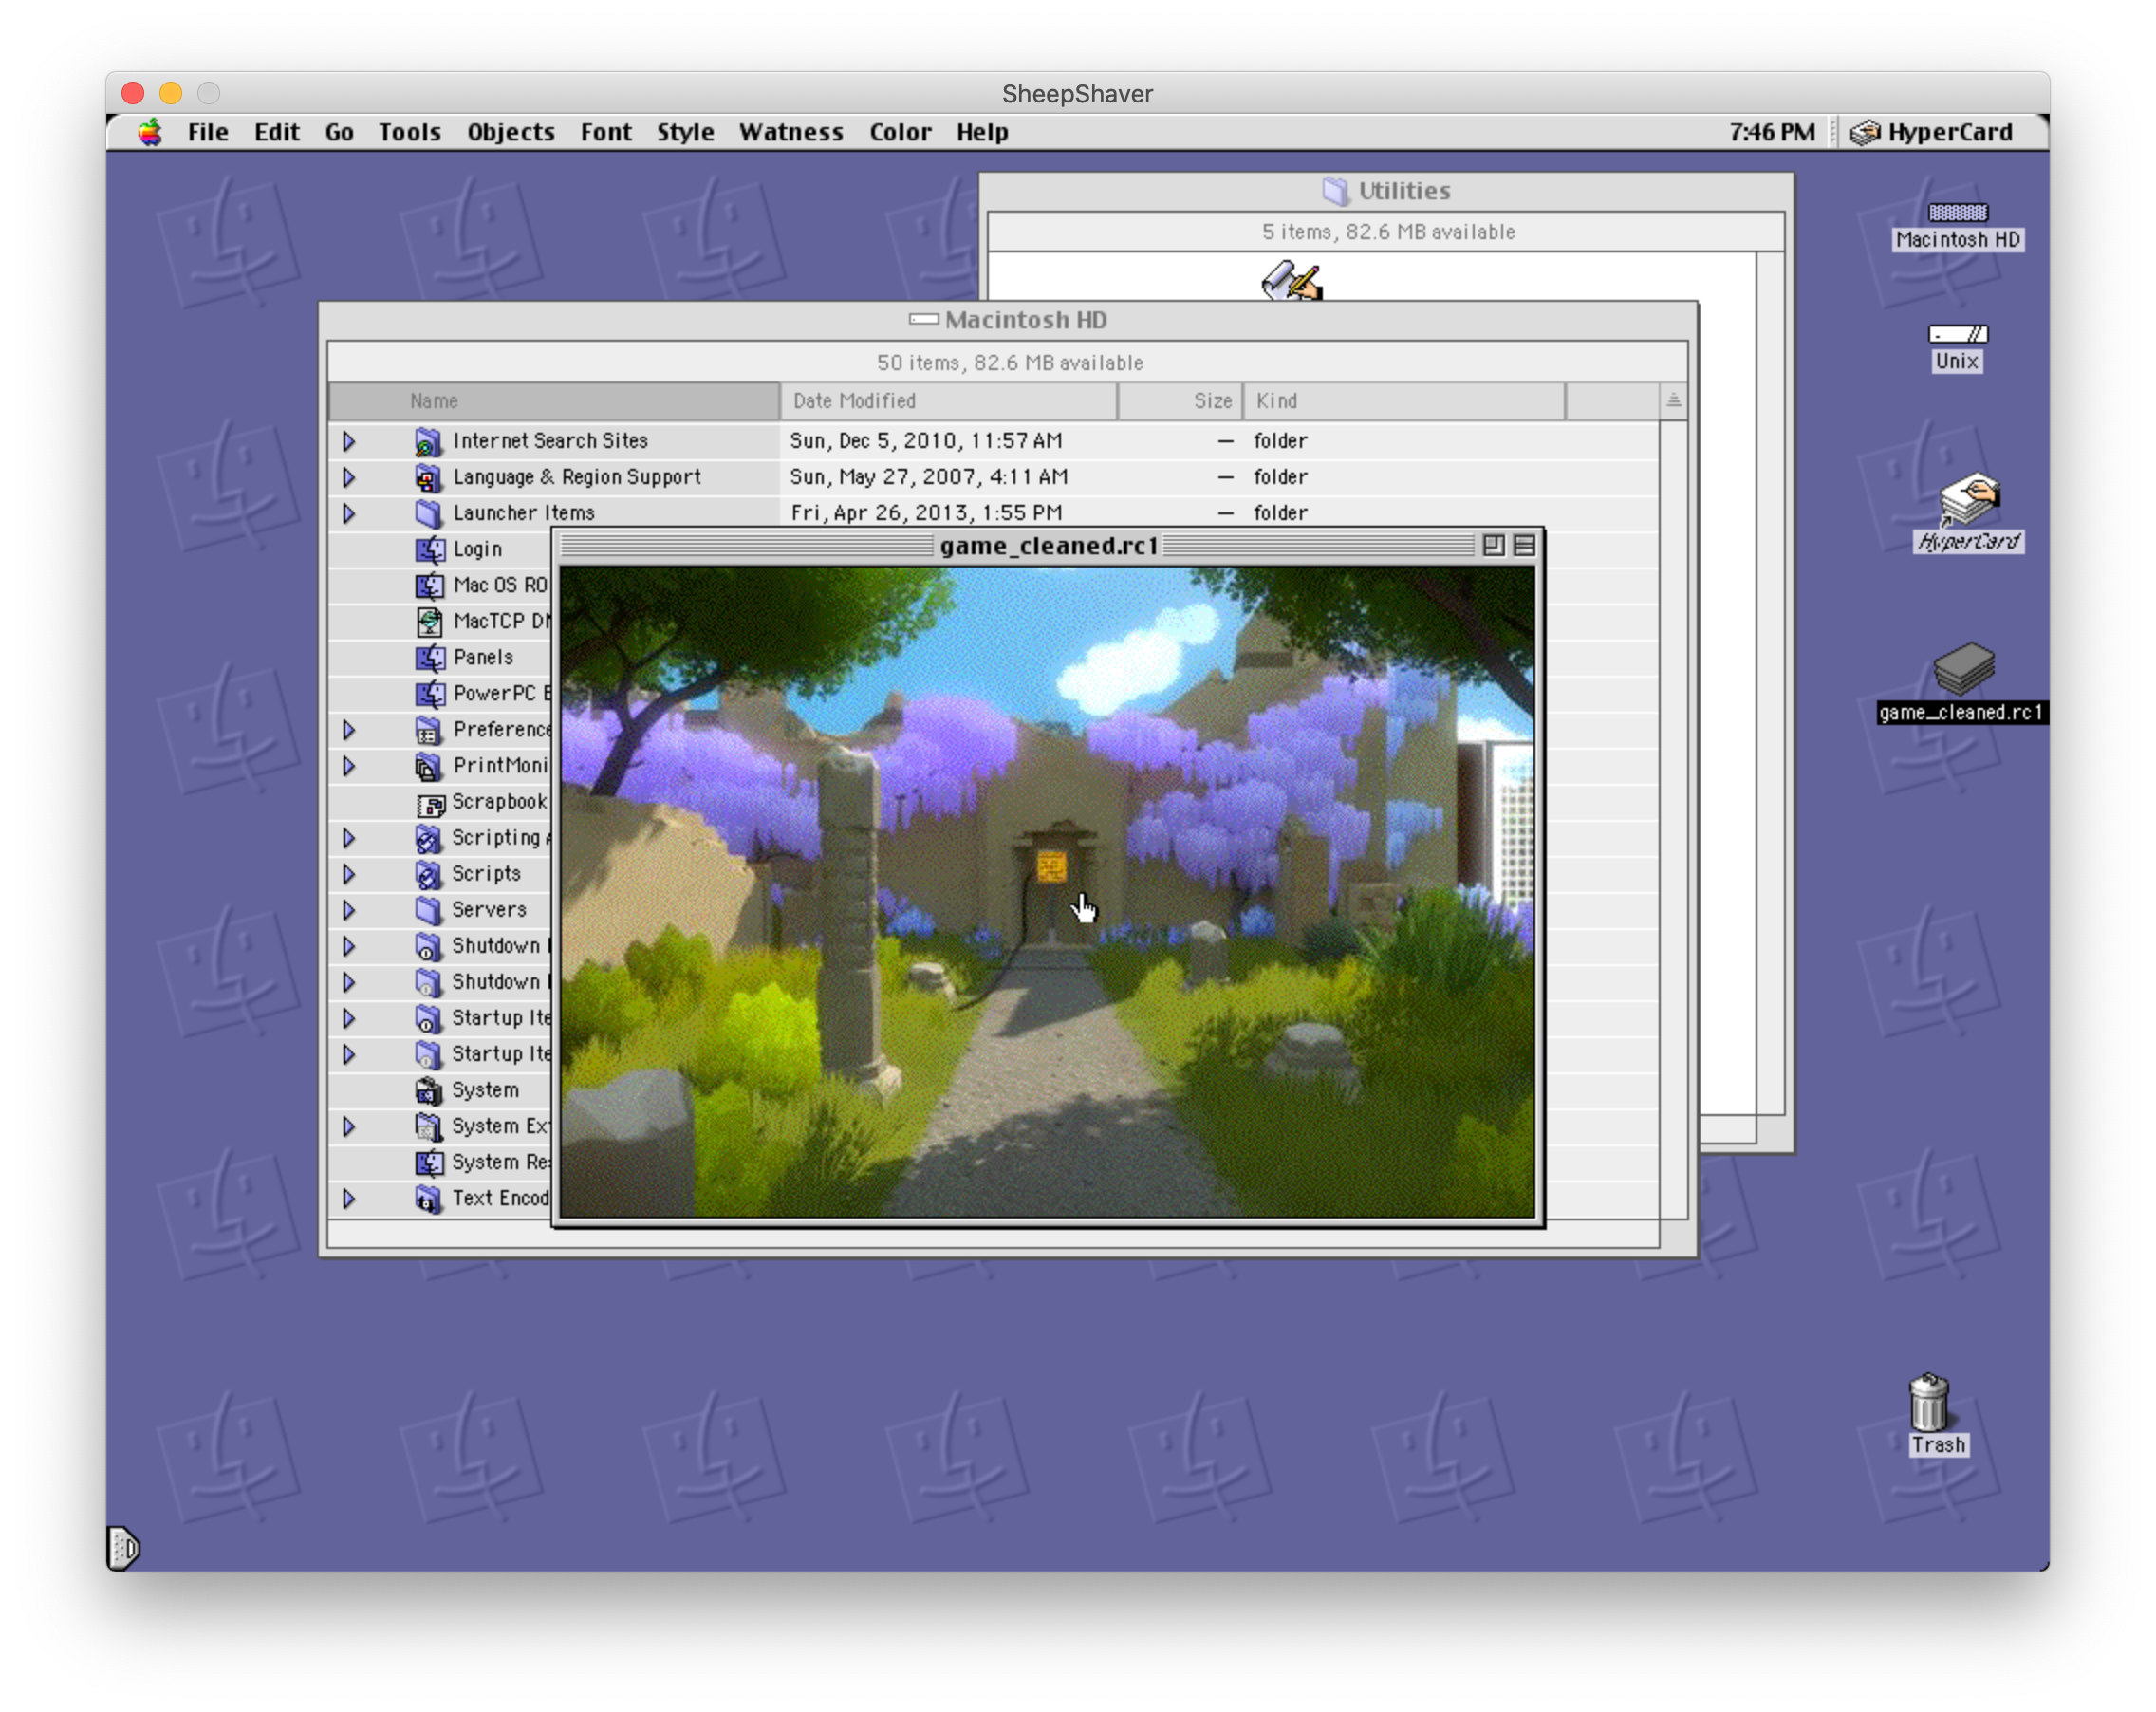 SheepShaver
File Edit Go Tools Objects Font Style Watness Color Help 7:46 PM HyperCard
Utilities
5 items, 82.6 MB available
Macintosh HD
50 items, 82.6 MB available
Name Date Modified Size Kind
Internet Search Sites Sun, Dec 5, 2010, 11:57 AM — folder
Language & Region Support Sun, May 27, 2007, 4:11 AM — folder
Launcher Items Fri, Apr 26, 2013, 1:55 PM — folder
Login
Mac OS RO
MacTCP D
Panels
PowerPC E
Preference
PrintMoni
Scrapbook
Scripting
Scripts
Servers
Shutdown
Shutdown
Startup Ite
Startup Ite
System
System Ex
System Re
Text Encod
game_cleaned.rc1
Macintosh HD
Unix
HyperCard
game_cleaned.rc1
Trash